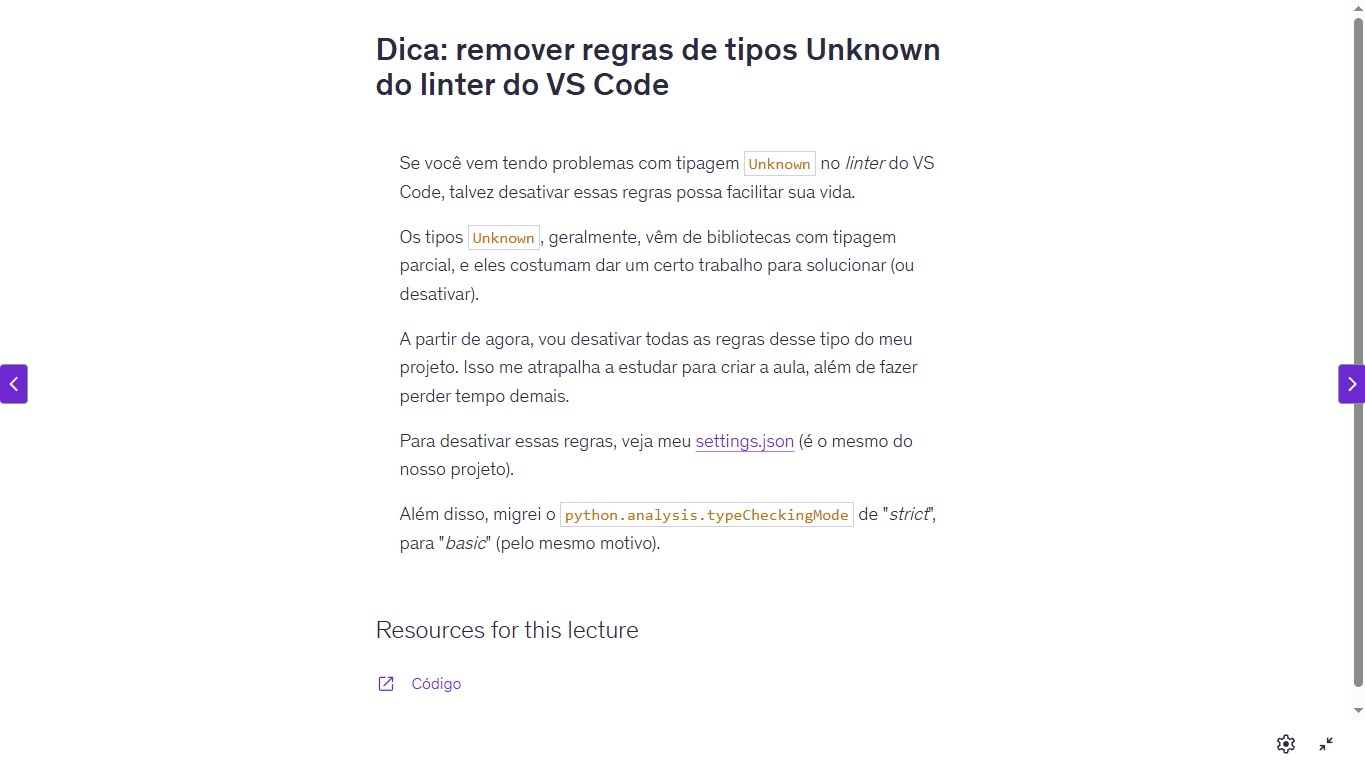 Dica: remover regras de tipos Unknown
do linter do VS Code
Se você vem tendo problemas com tipagem Unknown no linter do VS
Code, talvez desativar essas regras possa facilitar sua vida.
Os tipos Unknown, geralmente, vêm de bibliotecas com tipagem
parcial, e eles costumam dar um certo trabalho para solucionar (ou
desativar).
A partir de agora, vou desativar todas as regras desse tipo do meu
projeto. Isso me atrapalha a estudar para criar a aula, além de fazer
perder tempo demais.
Para desativar essas regras, veja meu settings.json (é o mesmo do
nosso projeto).
Além disso, migrei o python.analysis.typeCheckingMode de "strict",
para "basic" (pelo mesmo motivo).
Resources for this lecture
Código